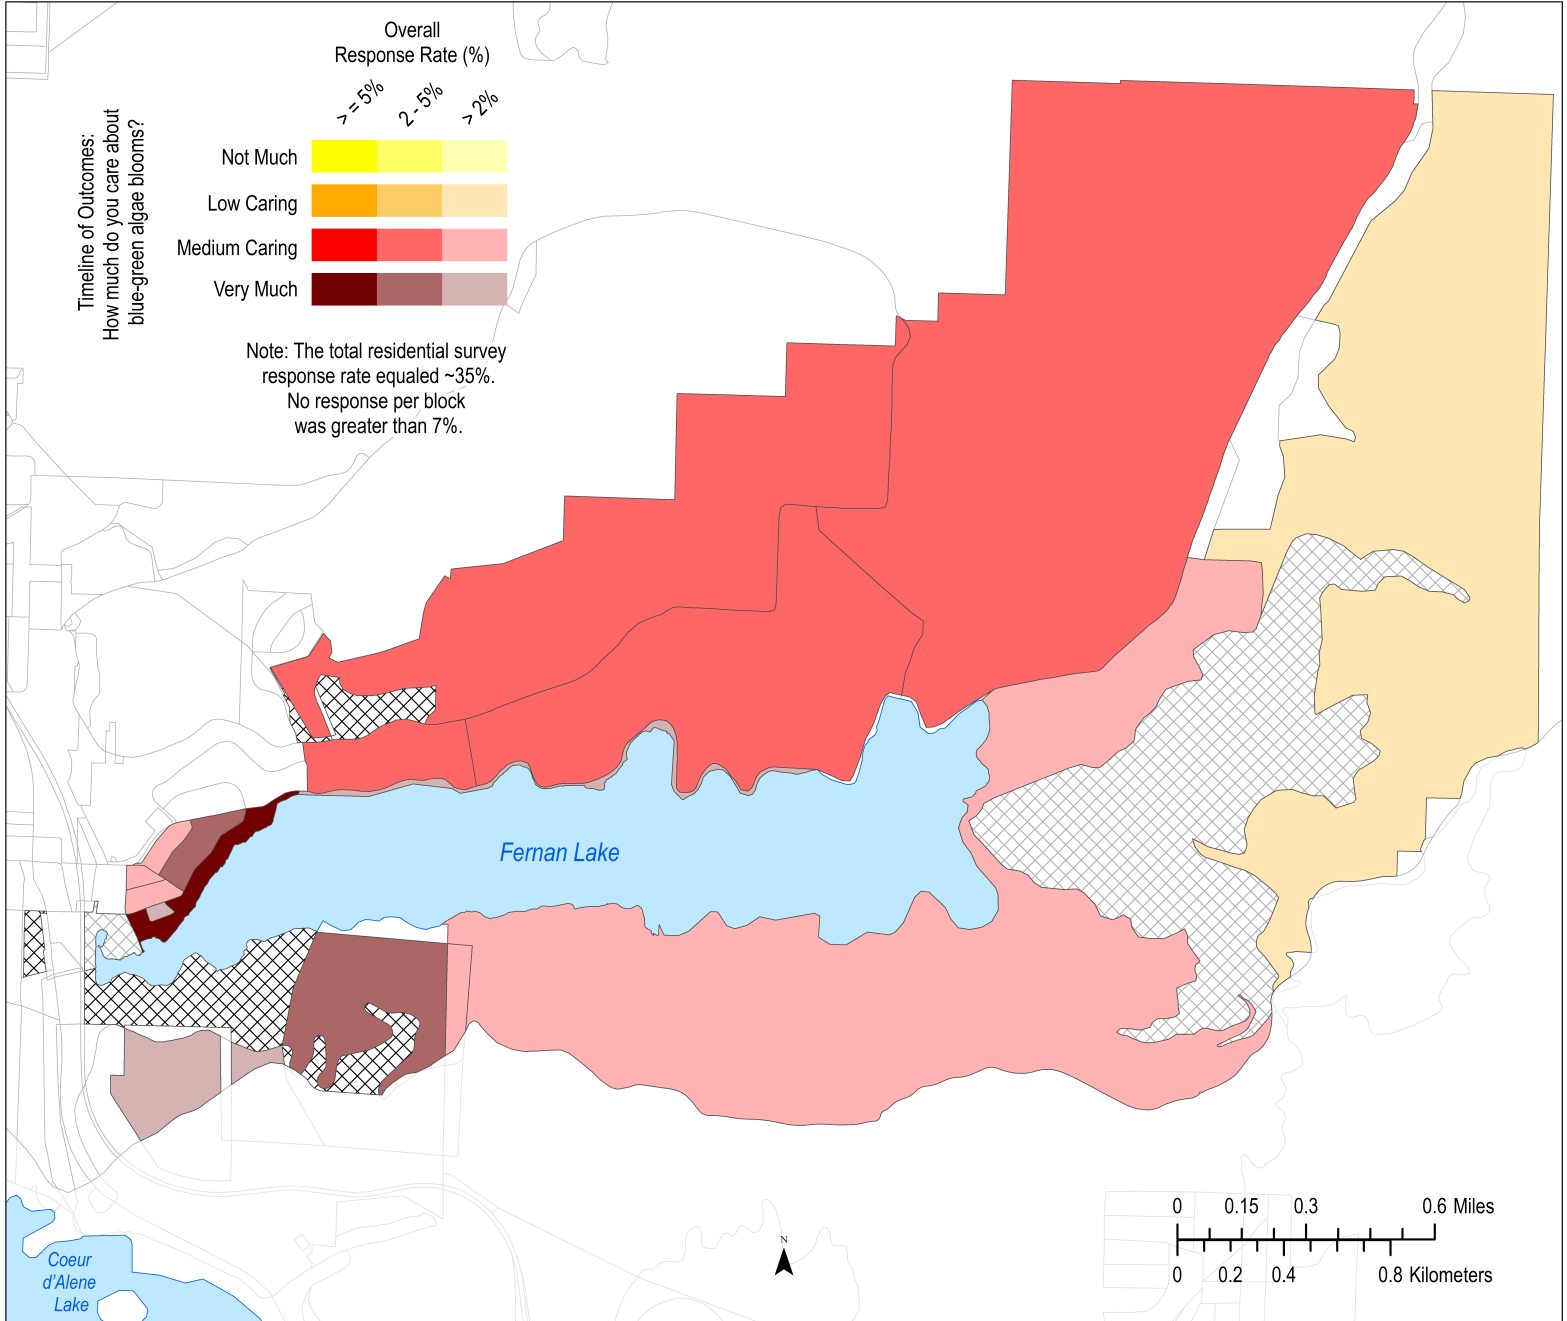 Overall
Response Rate (%)
> = 5%
2 - 5%
> 2%
Timeline of Outcomes:
How much do you care about
blue-green algae blooms?
Not Much
Low Caring
Medium Caring
Very Much
Note: The total residential survey
response rate equaled ~35%.
No response per block
was greater than 7%.
Fernan Lake
Coeur
d'Alene
Lake
N
0 0.15 0.3 0.6 Miles
0 0.2 0.4 0.8 Kilometers